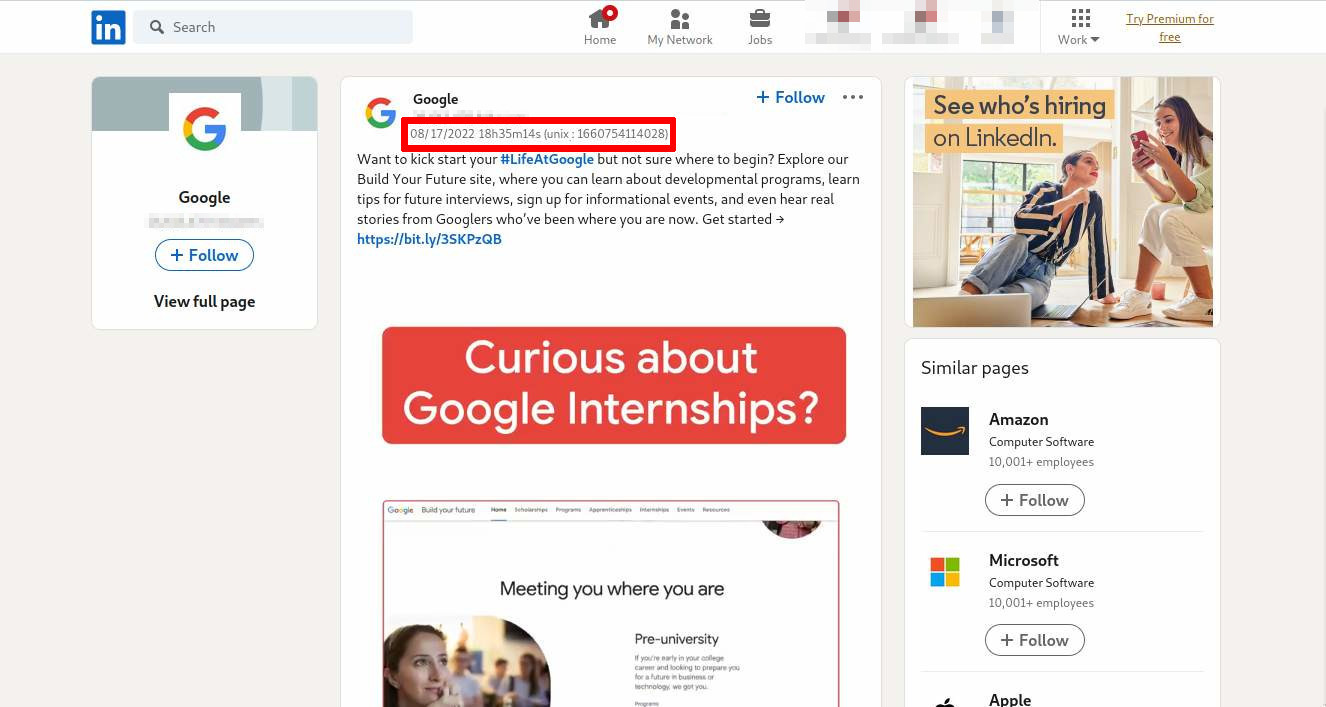 in
Search
Home
My Network
Jobs
Work
Try Premium for
free
Google
Follow
View full page
Google
Follow
08/17/2022 18h35m14s (unix : 1660754114028)
Want to kick start your #LifeAtGoogle but not sure where to begin? Explore our
Build Your Future site, where you can learn about developmental programs, learn
tips for future interviews, sign up for informational events, and even hear real
stories from Googlers who’ve been where you are now. Get started →
https://bit.ly/3SKPzQB
Curious about
Google Internships?
Google Build your future Home Scholarships Programs Apprenticeships Internships Events Resources
Meeting you where you are
Pre-university
If you're early in your college
career and looking to prepare you
for a future in business or
technology, we got you.
Programs
See who’s hiring
on LinkedIn.
Similar pages
Amazon
Computer Software
10,001+ employees
+ Follow
Microsoft
Computer Software
10,001+ employees
+ Follow
Apple